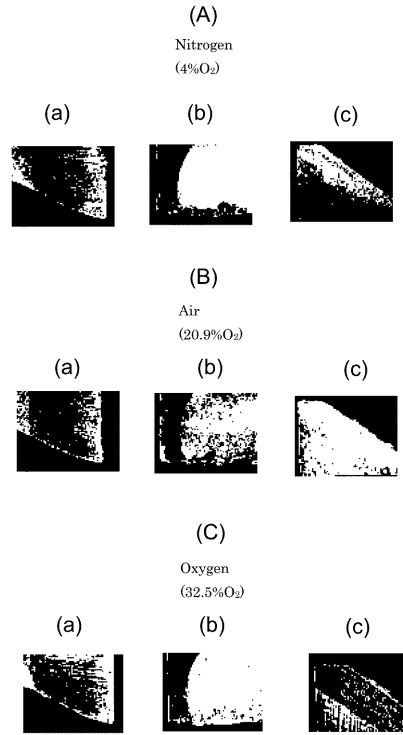 (A)
Nitrogen
(4%O₂)
(a) (b) (c)
(B)
Air
(20.9%O₂)
(a) (b) (c)
(C)
Oxygen
(32.5%O₂)
(a) (b) (c)